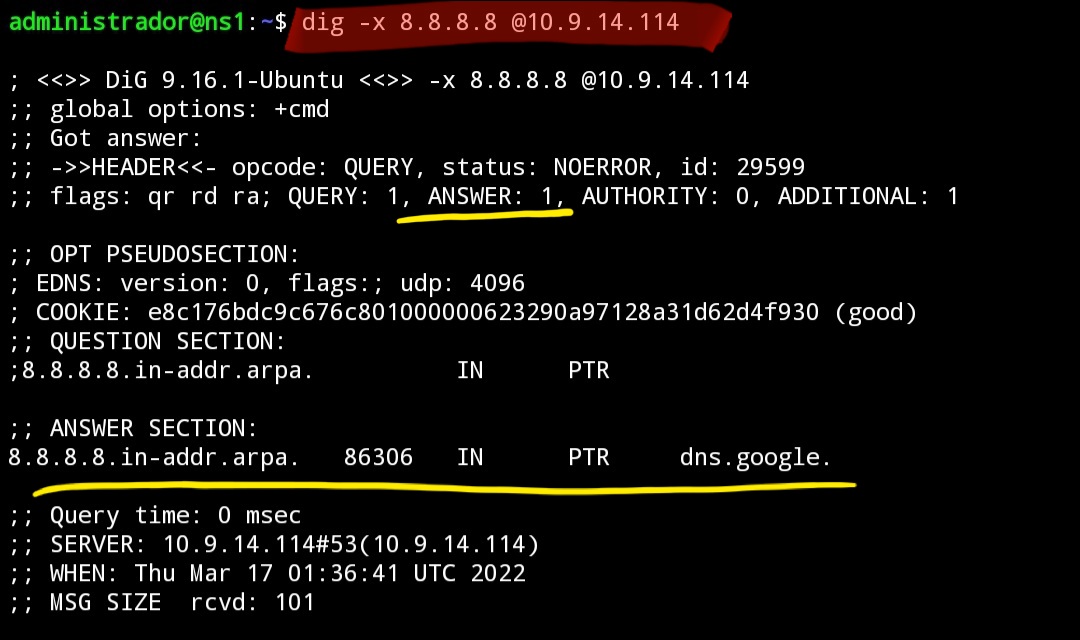 administrador@ns1:~$ dig -x 8.8.8.8 @10.9.14.114
; <<>> DiG 9.16.1-Ubuntu <<>> -x 8.8.8.8 @10.9.14.114
;; global options: +cmd
;; Got answer:
;; ->>HEADER<<- opcode: QUERY, status: NOERROR, id: 29599
;; flags: qr rd ra; QUERY: 1, ANSWER: 1, AUTHORITY: 0, ADDITIONAL: 1
;; OPT PSEUDOSECTION:
; EDNS: version: 0, flags:; udp: 4096
; COOKIE: e8c176bdc9c676c801000000623290a97128a31d62d4f930 (good)
;; QUESTION SECTION:
;8.8.8.8.in-addr.arpa. IN PTR
;; ANSWER SECTION:
8.8.8.8.in-addr.arpa. 86306 IN PTR dns.google.
;; Query time: 0 msec
;; SERVER: 10.9.14.114#53(10.9.14.114)
;; WHEN: Thu Mar 17 01:36:41 UTC 2022
;; MSG SIZE rcvd: 101